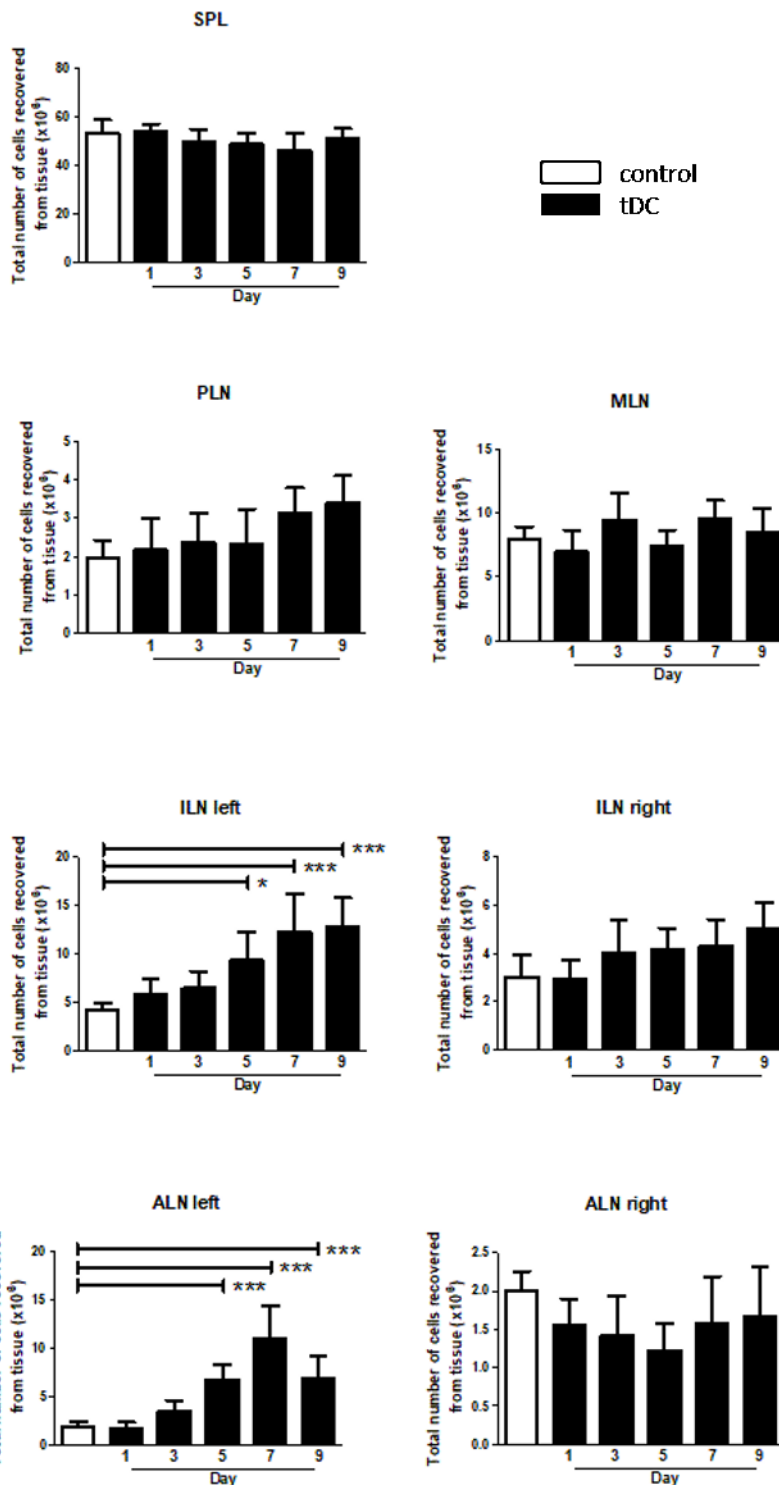 SPL
Total number of cells recovered
from tissue (x10⁶)
80
60
40
20
0
1 3 5 7 9
Day
control
tDC
PLN
Total number of cells recovered
from tissue (x10⁶)
5
4
3
2
1
0
1 3 5 7 9
Day
MLN
Total number of cells recovered
from tissue (x10⁶)
15
10
5
0
1 3 5 7 9
Day
ILN left
Total number of cells recovered
from tissue (x10⁶)
20
15
10
5
0
***
***
*
1 3 5 7 9
Day
ILN right
Total number of cells recovered
from tissue (x10⁶)
8
6
4
2
0
1 3 5 7 9
Day
ALN left
from tissue (x10⁶)
20
15
10
5
0
***
***
***
1 3 5 7 9
Day
ALN right
Total number of cells recovered
from tissue (x10⁶)
2.5
2.0
1.5
1.0
0.5
0.0
1 3 5 7 9
Day